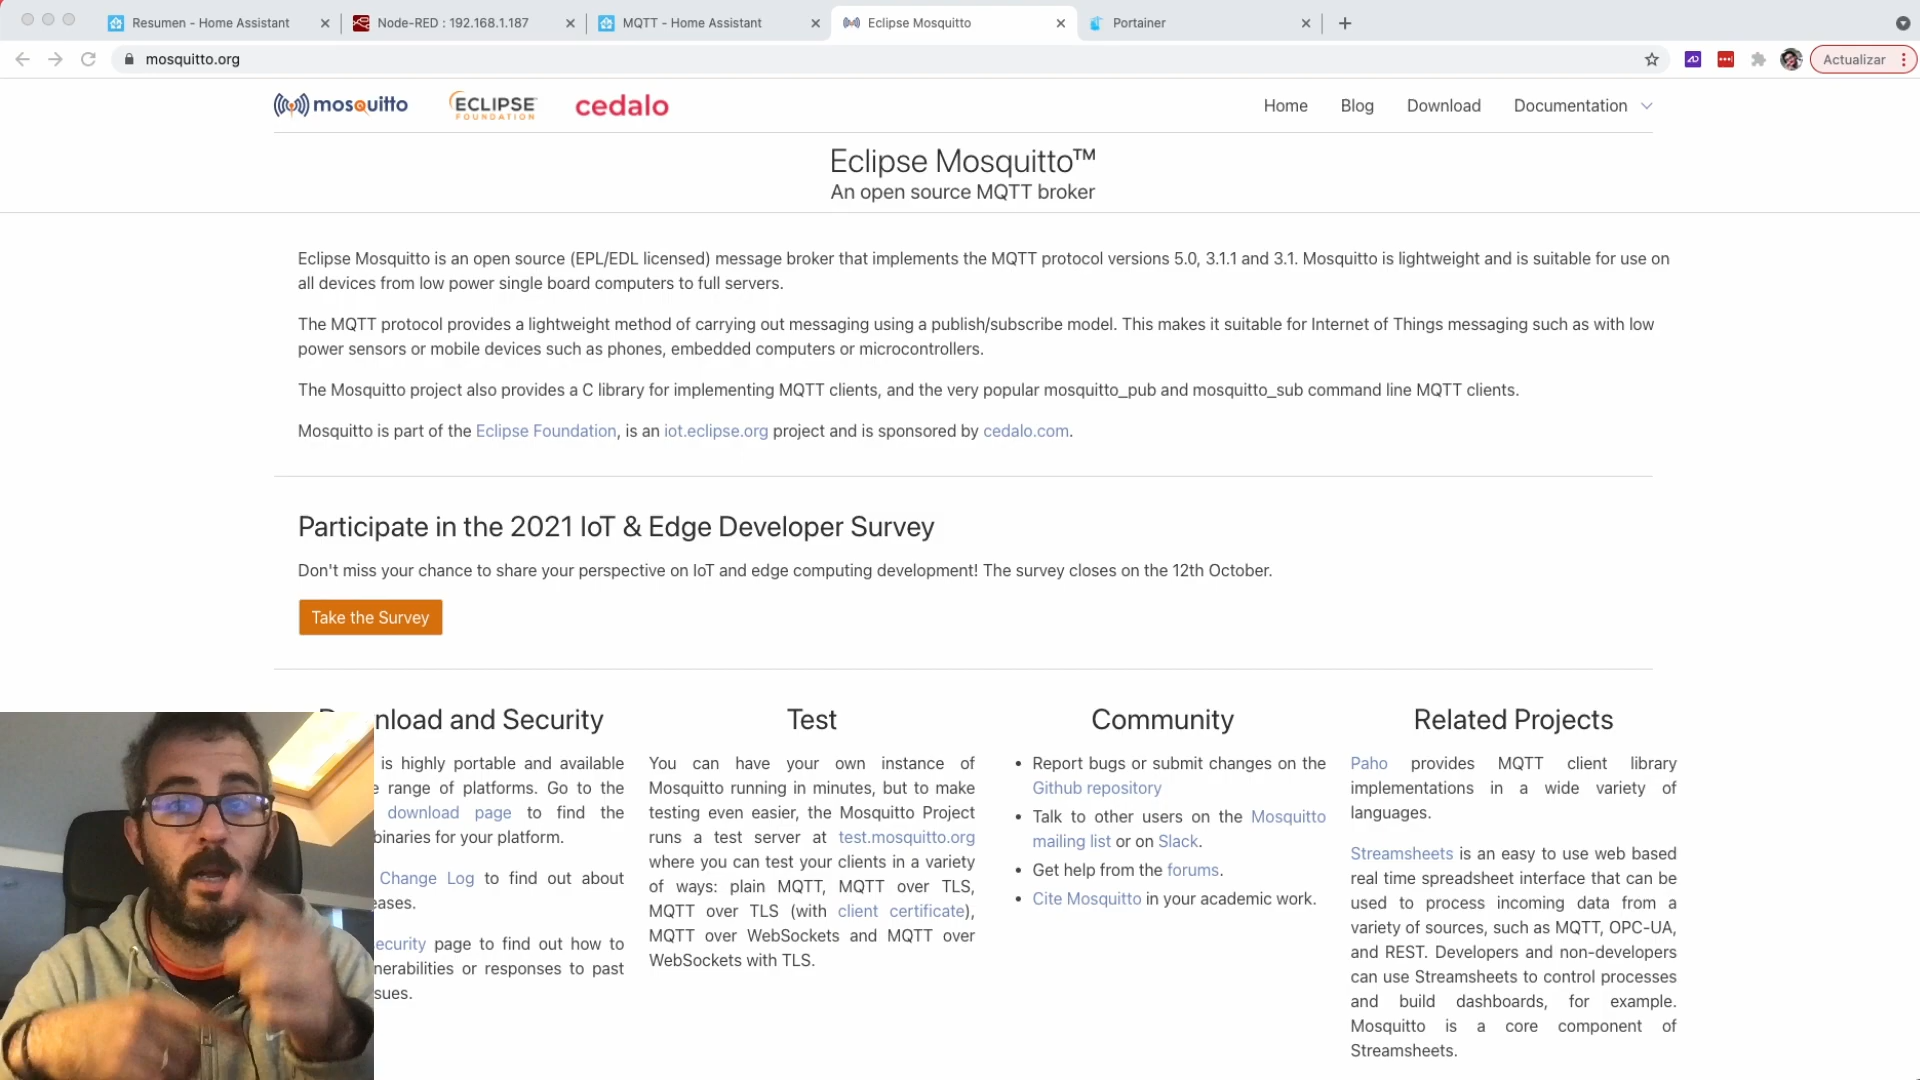 Resumen - Home Assistant
Node-RED : 192.168.1.187
MQTT - Home Assistant
Eclipse Mosquitto
Portainer
mosquitto.org
Actualizar
mosquitto
ECLIPSE
FOUNDATION
cedalo
Home
Blog
Download
Documentation
Eclipse Mosquitto™
An open source MQTT broker
Eclipse Mosquitto is an open source (EPL/EDL licensed) message broker that implements the MQTT protocol versions 5.0, 3.1.1 and 3.1. Mosquitto is lightweight and is suitable for use on
all devices from low power single board computers to full servers.
The MQTT protocol provides a lightweight method of carrying out messaging using a publish/subscribe model. This makes it suitable for Internet of Things messaging such as with low
power sensors or mobile devices such as phones, embedded computers or microcontrollers.
The Mosquitto project also provides a C library for implementing MQTT clients, and the very popular mosquitto_pub and mosquitto_sub command line MQTT clients.
Mosquitto is part of the Eclipse Foundation, is an iot.eclipse.org project and is sponsored by cedalo.com.
Participate in the 2021 IoT & Edge Developer Survey
Don't miss your chance to share your perspective on IoT and edge computing development! The survey closes on the 12th October.
Take the Survey
nload and Security
is highly portable and available
range of platforms. Go to the
download page to find the
binaries for your platform.
Change Log to find out about
eases.
ecurity page to find out how to
nerabilities or responses to past
sues.
Test
You can have your own instance of
Mosquitto running in minutes, but to make
testing even easier, the Mosquitto Project
runs a test server at test.mosquitto.org
where you can test your clients in a variety
of ways: plain MQTT, MQTT over TLS,
MQTT over TLS (with client certificate),
MQTT over WebSockets and MQTT over
WebSockets with TLS.
Community
• Report bugs or submit changes on the
Github repository
• Talk to other users on the Mosquitto
mailing list or on Slack.
• Get help from the forums.
• Cite Mosquitto in your academic work.
Related Projects
Paho provides MQTT client library
implementations in a wide variety of
languages.
Streamsheets is an easy to use web based
real time spreadsheet interface that can be
used to process incoming data from a
variety of sources, such as MQTT, OPC-UA,
and REST. Developers and non-developers
can use Streamsheets to control processes
and build dashboards, for example.
Mosquitto is a core component of
Streamsheets.